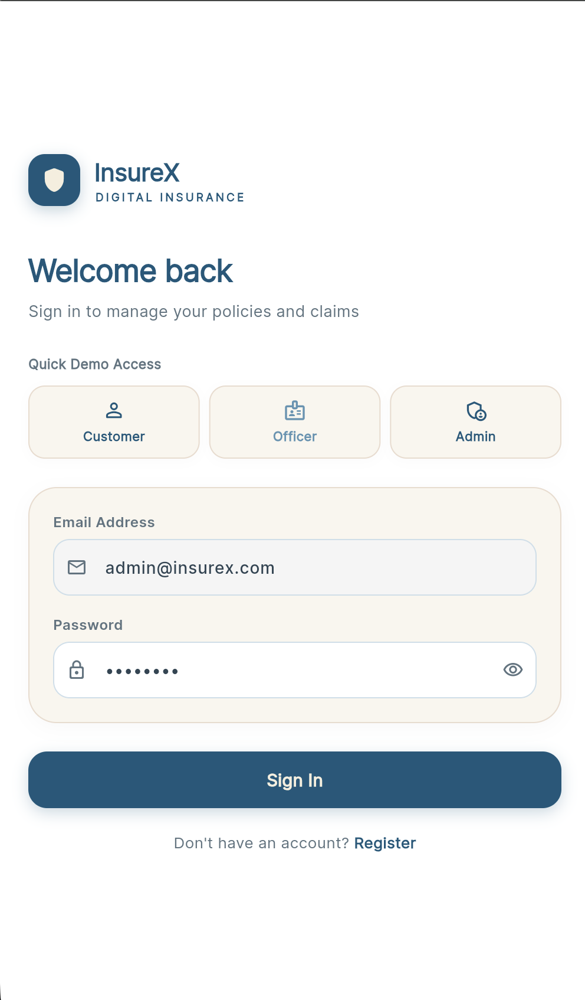 InsureX
DIGITAL INSURANCE
Welcome back
Sign in to manage your policies and claims
Quick Demo Access
Customer
Officer
Admin
Email Address
admin@insurex.com
Password
••••••••
Sign In
Don't have an account? Register